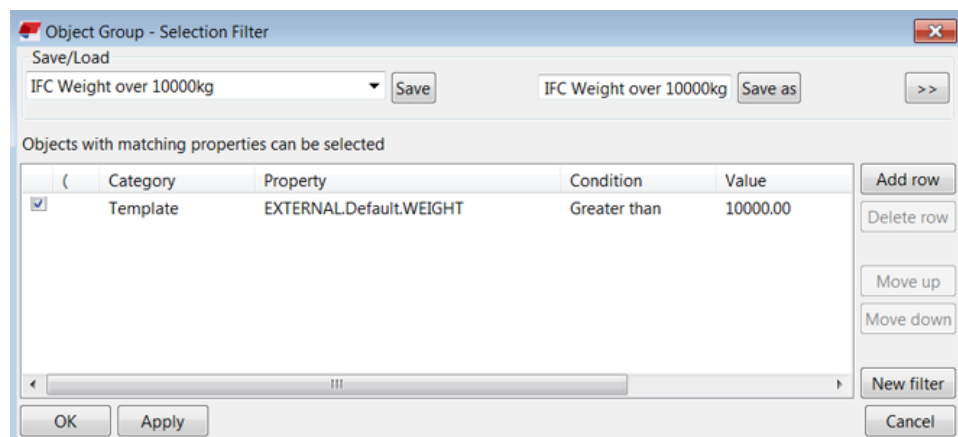 Object Group - Selection Filter
Save/Load
IFC Weight over 10000kg Save IFC Weight over 10000kg Save as >>
Objects with matching properties can be selected
( Category Property Condition Value Add row
Template EXTERNAL.Default.WEIGHT Greater than 10000.00
Delete row
Move up
Move down
New filter
OK Apply Cancel